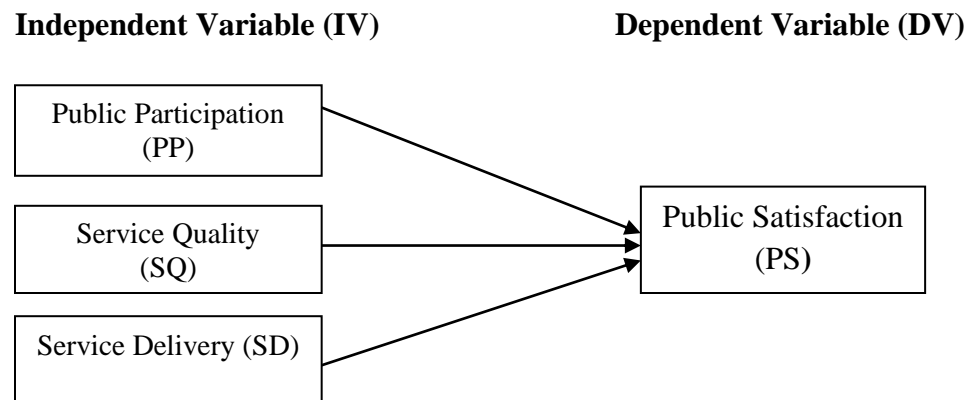 Independent Variable (IV)
Dependent Variable (DV)
Public Participation
(PP)
Service Quality
(SQ)
Service Delivery (SD)
Public Satisfaction
(PS)